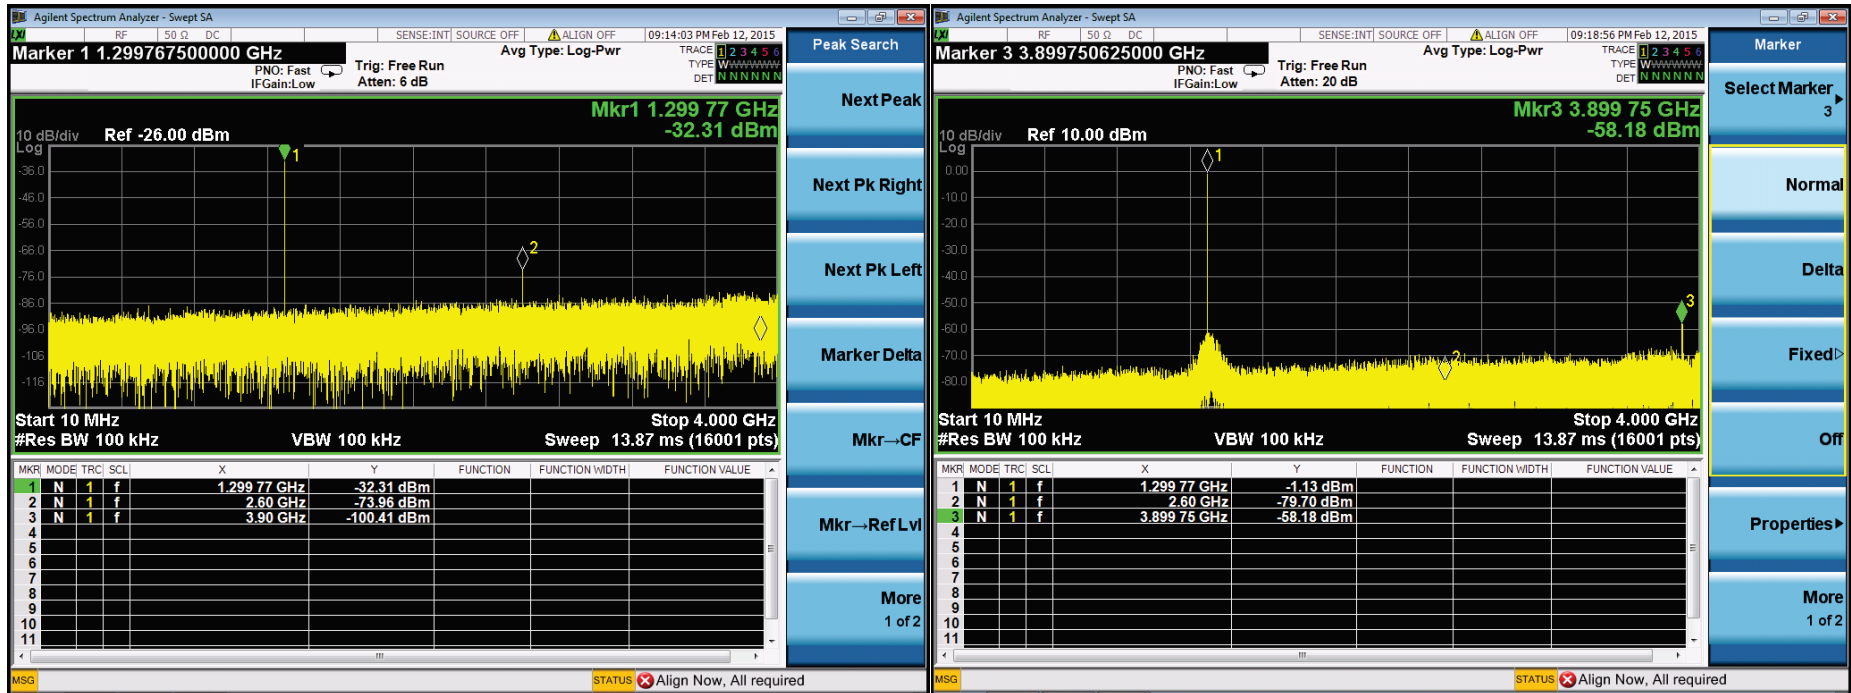 Agilent Spectrum Analyzer - Swept SA
LXI RF 50 Ω DC SENSE:INT SOURCE OFF ALIGN OFF 09:14:03 PM Feb 12, 2015
Marker 1 1.299767500000 GHz
PNO: Fast
IFGain:Low
Trig: Free Run
Atten: 6 dB
Avg Type: Log-Pwr
TRACE 1 2 3 4 5 6
TYPE WWWWWW
DET N N N N N N
Mkr1 1.299 77 GHz
-32.31 dBm
10 dB/div Ref -26.00 dBm
Log
1
2
-36.0
-46.0
-56.0
-66.0
-76.0
-86.0
-96.0
-106
-116
Start 10 MHz Stop 4.000 GHz
#Res BW 100 kHz VBW 100 kHz Sweep 13.87 ms (16001 pts)
MKR MODE TRC SCL X Y FUNCTION FUNCTION WIDTH FUNCTION VALUE
1 N 1 f 1.299 77 GHz -32.31 dBm
2 N 1 f 2.60 GHz -73.96 dBm
3 N 1 f 3.90 GHz -100.41 dBm
4
5
6
7
8
9
10
11
MSG STATUS Align Now, All required
Peak Search
Next Peak
Next Pk Right
Next Pk Left
Marker Delta
Mkr→CF
Mkr→Ref Lvl
More
1 of 2
Agilent Spectrum Analyzer - Swept SA
LXI RF 50 Ω DC SENSE:INT SOURCE OFF ALIGN OFF 09:18:56 PM Feb 12, 2015
Marker 3 3.899750625000 GHz
PNO: Fast
IFGain:Low
Trig: Free Run
Atten: 20 dB
Avg Type: Log-Pwr
TRACE 1 2 3 4 5 6
TYPE WWWWWW
DET N N N N N N
Mkr3 3.899 75 GHz
-58.18 dBm
10 dB/div Ref 10.00 dBm
Log
1
2
3
0.00
-10.0
-20.0
-30.0
-40.0
-50.0
-60.0
-70.0
-80.0
Start 10 MHz Stop 4.000 GHz
#Res BW 100 kHz VBW 100 kHz Sweep 13.87 ms (16001 pts)
MKR MODE TRC SCL X Y FUNCTION FUNCTION WIDTH FUNCTION VALUE
1 N 1 f 1.299 77 GHz -1.13 dBm
2 N 1 f 2.60 GHz -79.70 dBm
3 N 1 f 3.899 75 GHz -58.18 dBm
4
5
6
7
8
9
10
11
MSG STATUS Align Now, All required
Marker
Select Marker
3
Normal
Delta
Fixed
Off
Properties
More
1 of 2